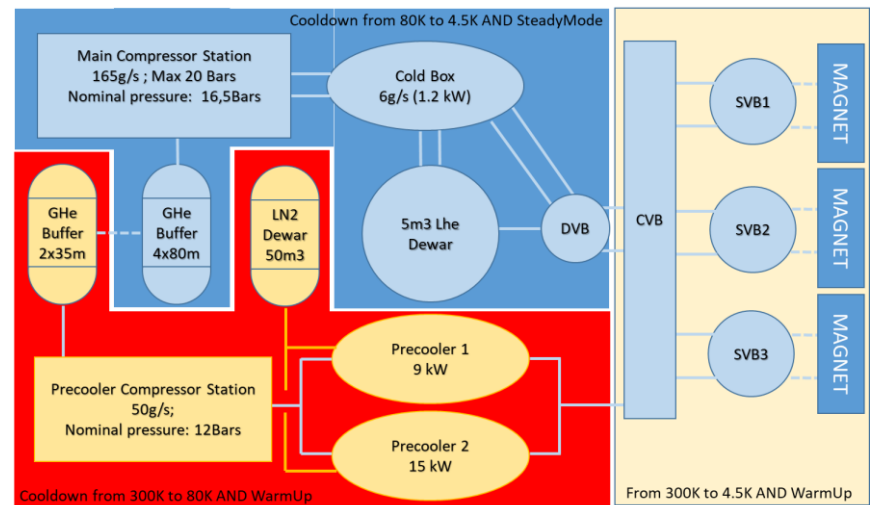 Cooldown from 80K to 4.5K AND SteadyMode
Main Compressor Station
165g/s ; Max 20 Bars
Nominal pressure:  16,5Bars
Cold Box
6g/s (1.2 kW)
GHe
Buffer
2x35m
GHe
Buffer
4x80m
LN2
Dewar
50m3
5m3 Lhe
Dewar
DVB
CVB
SVB1
MAGNET
SVB2
MAGNET
SVB3
MAGNET
Precooler Compressor Station
50g/s;
Nominal pressure: 12Bars
Precooler 1
9 kW
Precooler 2
15 kW
Cooldown from 300K to 80K AND WarmUp
From 300K to 4.5K AND WarmUp